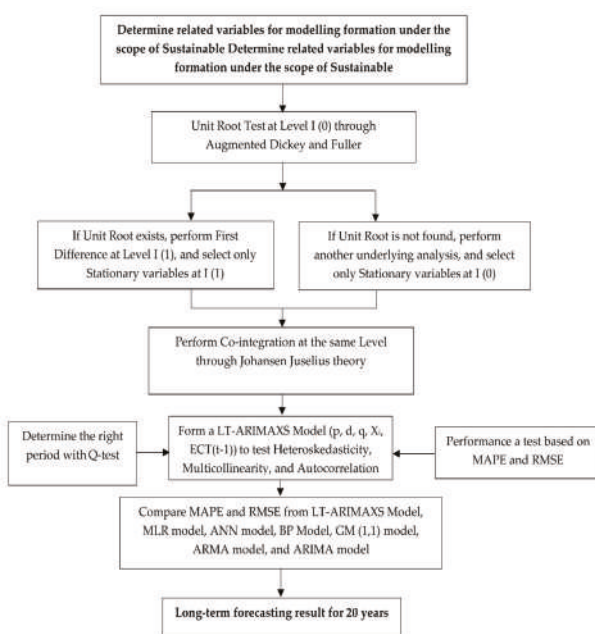 Determine related variables for modelling formation under the
scope of Sustainable Determine related variables for modelling
formation under the scope of Sustainable
Unit Root Test at Level I (0) through
Augmented Dickey and Fuller
If Unit Root exists, perform First
Difference at Level I (1), and select only
Stationary variables at I (1)
If Unit Root is not found, perform
another underlying analysis, and select
only Stationary variables at I (0)
Perform Co-integration at the same Level
through Johansen Juselius theory
Determine the right
period with Q-test
Form a LT-ARIMAXS Model (p, d, q, Xᵢ,
ECT(t-1)) to test Heteroskedasticity,
Multicollinearity, and Autocorrelation
Performance a test based on
MAPE and RMSE
Compare MAPE and RMSE from LT-ARIMAXS Model,
MLR model, ANN model, BP Model, GM (1,1) model,
ARMA model, and ARIMA model
Long-term forecasting result for 20 years